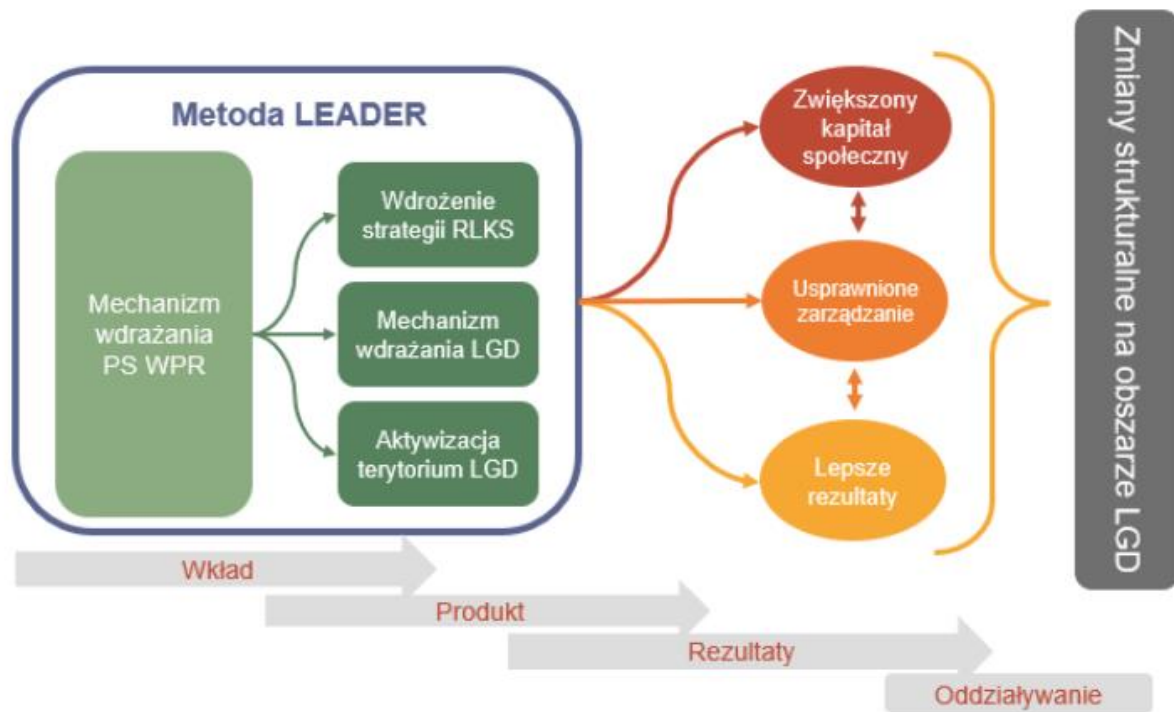 Metoda LEADER
Mechanizm
wdrażania
PS WPR
Wdrożenie
strategii RLKS
Mechanizm
wdrażania LGD
Aktywizacja
terytorium LGD
Zwiększony
kapitał
społeczny
Usprawnione
zarządzanie
Lepsze
rezultaty
Zmiany strukturalne na obszarze LGD
Wkład
Produkt
Rezultaty
Oddziaływanie